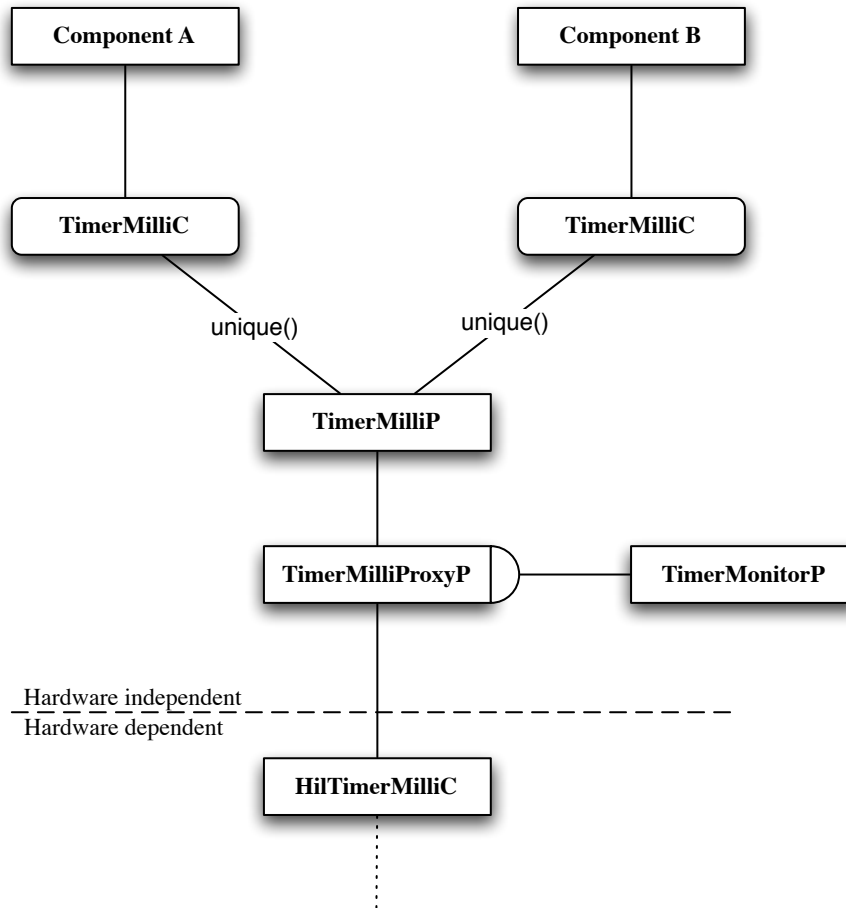 Component A
Component B
TimerMilliC
TimerMilliC
unique()
unique()
TimerMilliP
TimerMilliProxyP
TimerMonitorP
Hardware independent
Hardware dependent
HilTimerMilliC